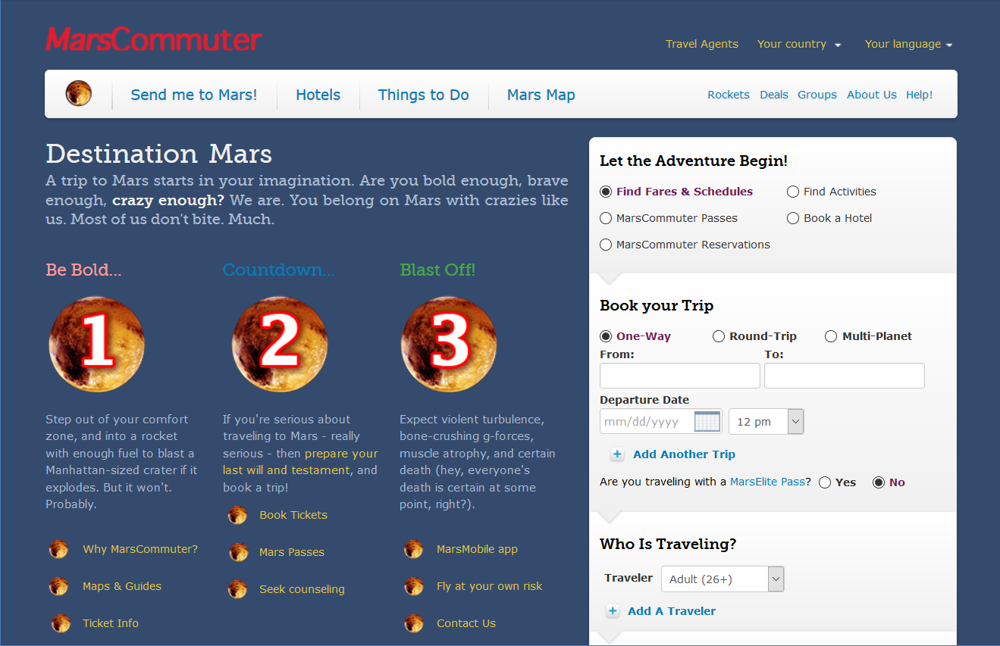 MarsCommuter
Travel Agents Your country Your language
Send me to Mars! Hotels Things to Do Mars Map Rockets Deals Groups About Us Help!
Destination Mars
A trip to Mars starts in your imagination. Are you bold enough, brave
enough, crazy enough? We are. You belong on Mars with crazies like
us. Most of us don't bite. Much.
Be Bold...
1
Step out of your comfort
zone, and into a rocket
with enough fuel to blast a
Manhattan-sized crater if it
explodes. But it won't.
Probably.
Why MarsCommuter?
Maps & Guides
Ticket Info
Countdown...
2
If you're serious about
traveling to Mars - really
serious - then prepare your
last will and testament, and
book a trip!
Book Tickets
Mars Passes
Seek counseling
Blast Off!
3
Expect violent turbulence,
bone-crushing g-forces,
muscle atrophy, and certain
death (hey, everyone's
death is certain at some
point, right?).
MarsMobile app
Fly at your own risk
Contact Us
Let the Adventure Begin!
Find Fares & Schedules Find Activities
MarsCommuter Passes Book a Hotel
MarsCommuter Reservations
Book your Trip
One-Way Round-Trip Multi-Planet
From: To:
Departure Date
mm/dd/yyyy 12 pm
Add Another Trip
Are you traveling with a MarsElite Pass? Yes No
Who Is Traveling?
Traveler Adult (26+)
Add A Traveler